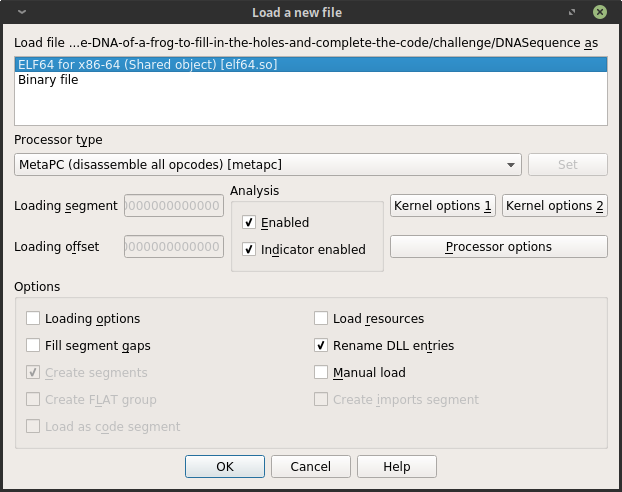 Load a new file
Load file ...e-DNA-of-a-frog-to-fill-in-the-holes-and-complete-the-code/challenge/DNASequence as
ELF64 for x86-64 (Shared object) [elf64.so]
Binary file
Processor type
MetaPC (disassemble all opcodes) [metapc]
Set
Analysis
Loading segment
0000000000000
Enabled
Kernel options 1
Kernel options 2
Loading offset
0000000000000
Indicator enabled
Processor options
Options
Loading options
Load resources
Fill segment gaps
Rename DLL entries
Create segments
Manual load
Create FLAT group
Create imports segment
Load as code segment
OK
Cancel
Help